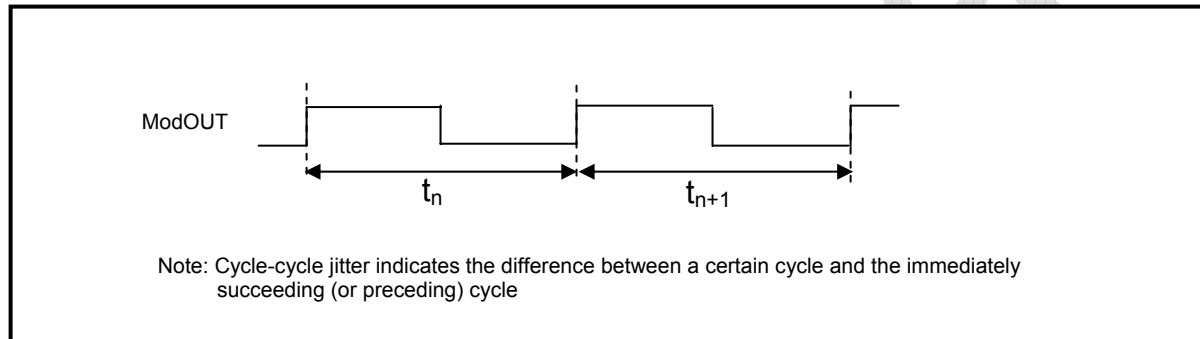 ModOUT
tn
tn+1
Note: Cycle-cycle jitter indicates the difference between a certain cycle and the immediately
succeeding (or preceding) cycle